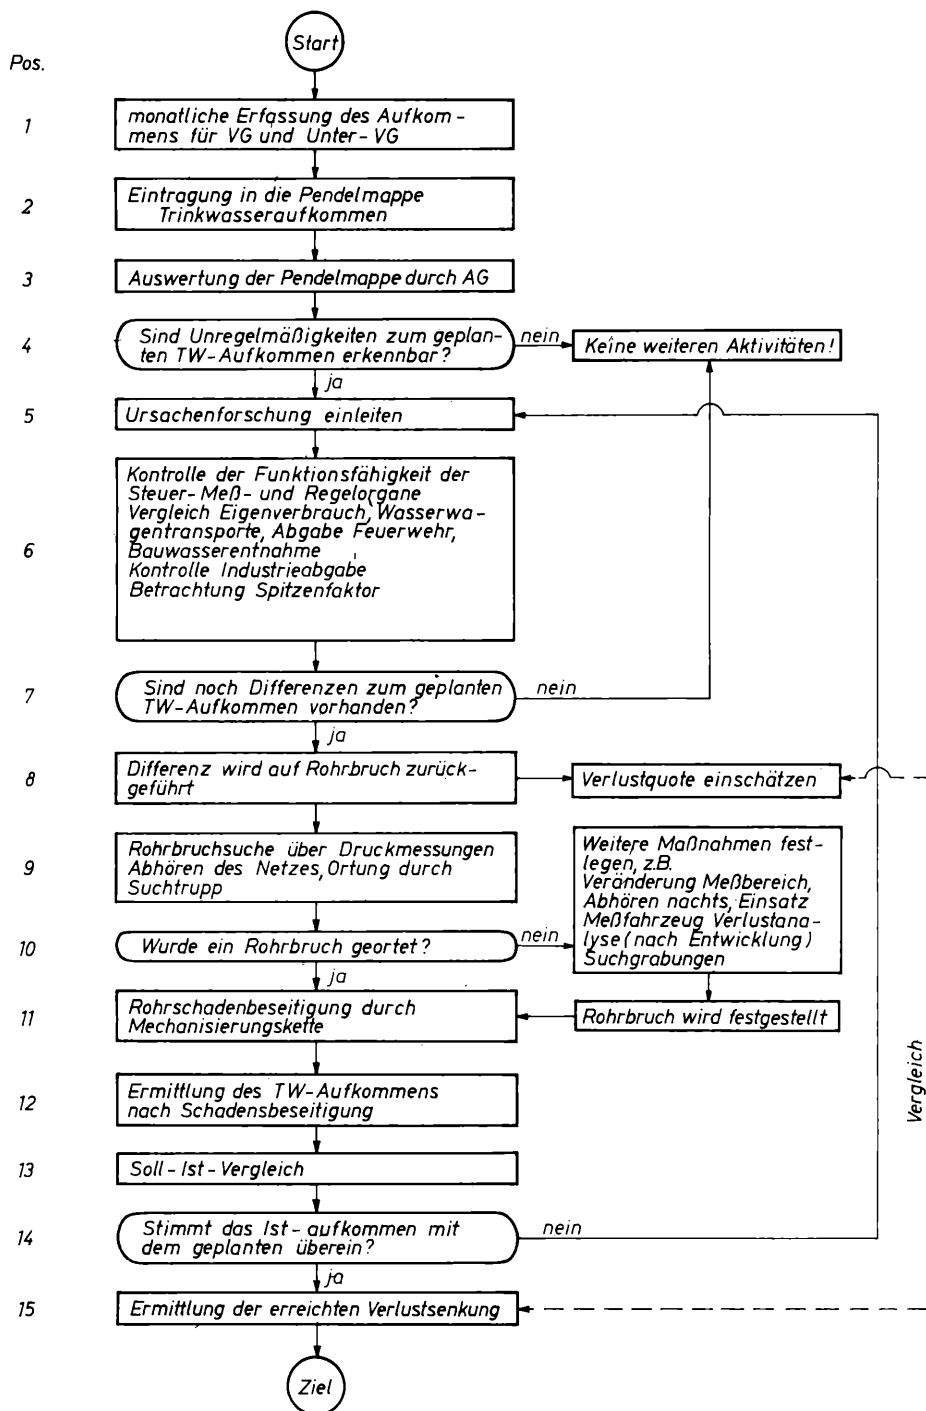 Start
Pos.
1
monatliche Erfassung des Aufkom-
mens für VG und Unter-VG
2
Eintragung in die Pendelmappe
Trinkwasseraufkommen
3
Auswertung der Pendelmappe durch AG
4
Sind Unregelmäßigkeiten zum geplan-
ten TW-Aufkommen erkennbar?
nein
Keine weiteren Aktivitäten!
ja
5
Ursachenforschung einleiten
6
Kontrolle der Funktionsfähigkeit der
Steuer-Meß- und Regelorgane
Vergleich Eigenverbrauch, Wasserwa-
gentransporte, Abgabe Feuerwehr,
Bauwasserentnahme
Kontrolle Industrieabgabe
Betrachtung Spitzenfaktor
7
Sind noch Differenzen zum geplanten
TW-Aufkommen vorhanden?
nein
ja
8
Differenz wird auf Rohrbruch zurück-
geführt
Verlustquote einschätzen
9
Rohrbruchsuche über Druckmessungen
Abhören des Netzes, Ortung durch
Suchtrupp
Weitere Maßnahmen fest-
legen, z.B.
Veränderung Meßbereich,
Abhören nachts, Einsatz
Meßfahrzeug Verlustana-
lyse (nach Entwicklung)
Suchgrabungen
10
Wurde ein Rohrbruch geortet?
nein
ja
11
Rohrschadenbeseitigung durch
Mechanisierungskette
Rohrbruch wird festgestellt
Vergleich
12
Ermittlung des TW-Aufkommens
nach Schadensbeseitigung
13
Soll-Ist-Vergleich
14
Stimmt das Ist-aufkommen mit
dem geplanten überein?
nein
ja
15
Ermittlung der erreichten Verlustsenkung
Ziel